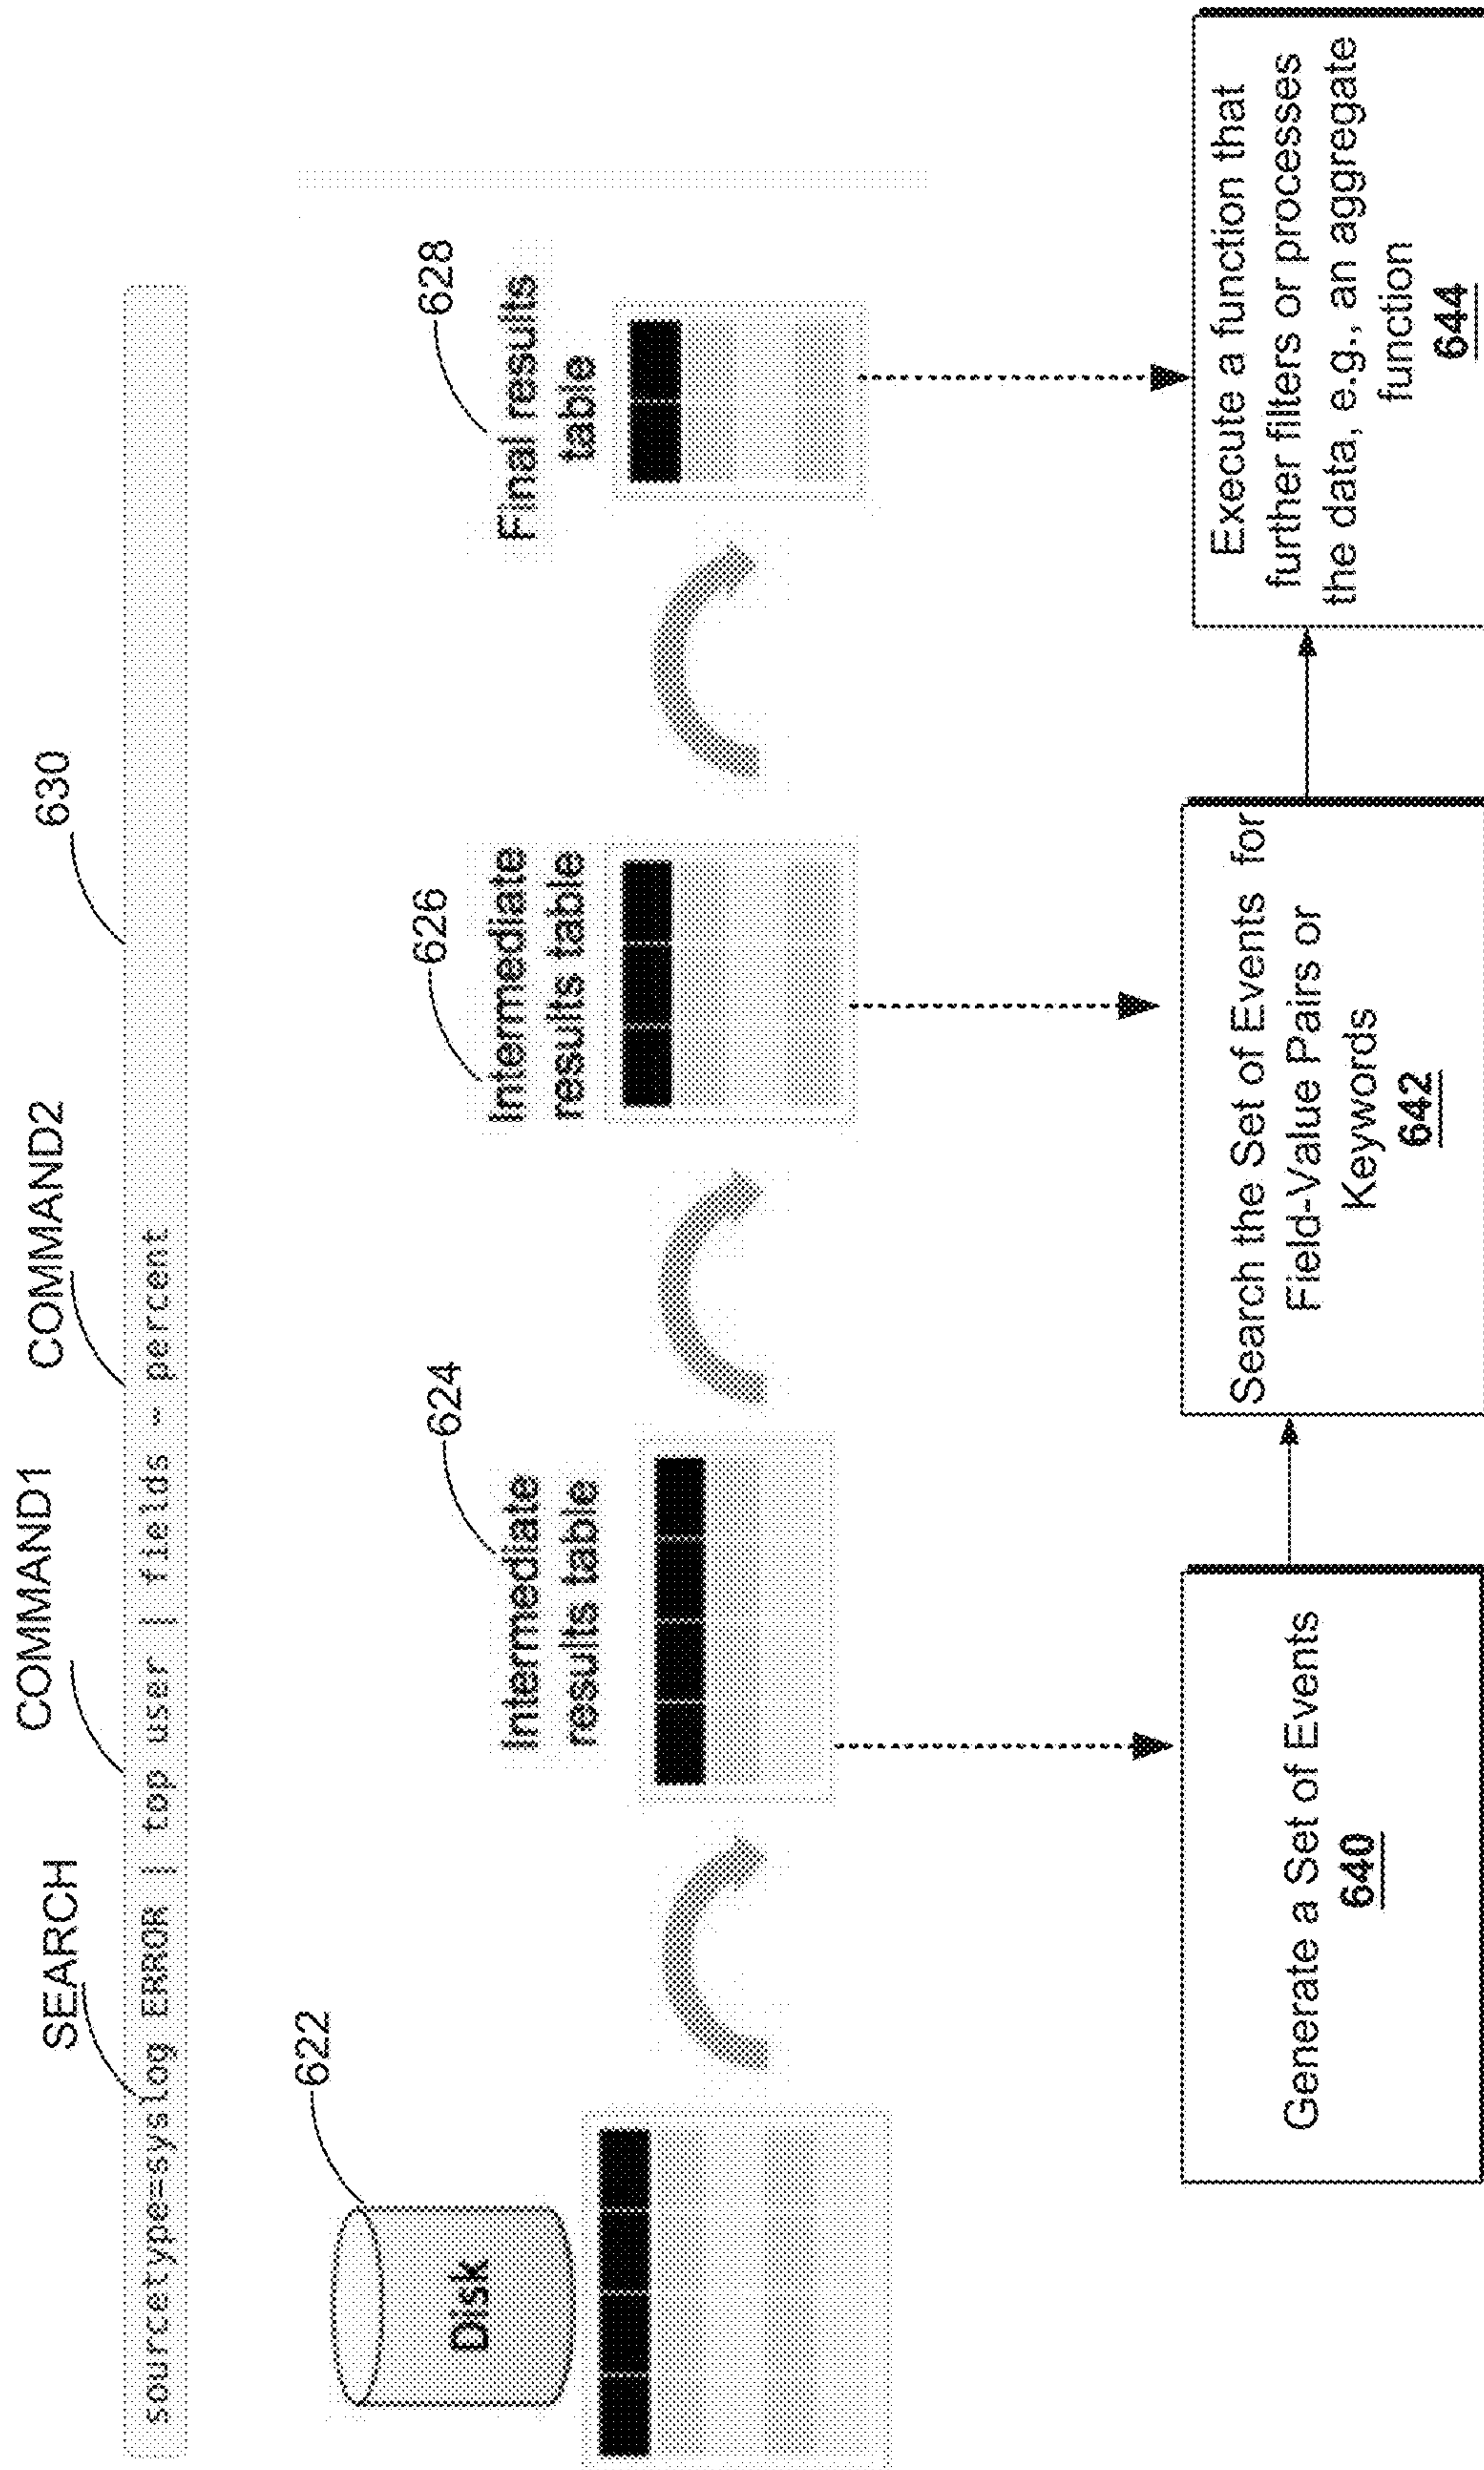 SEARCH
COMMAND1
COMMAND2
630
sourcetype=syslog ERROR | top user | fields – percent
622
Disk
624
Intermediate
results table
626
Intermediate
results table
628
Final results
table
Generate a Set of Events
640
Search the Set of Events for
Field-Value Pairs or
Keywords
642
Execute a function that
further filters or processes
the data, e.g., an aggregate
function
644